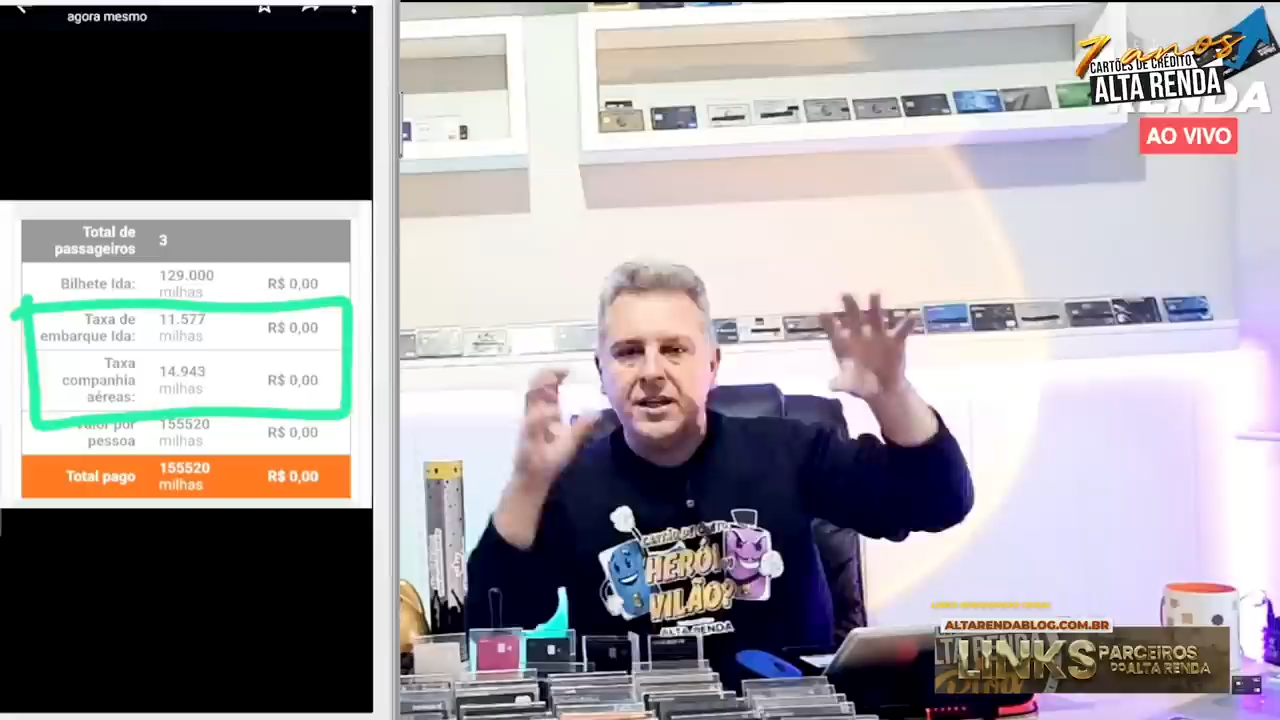 agora mesmo
Total de
passageiros
3
Bilhete Ida:
129.000
milhas
R$ 0,00
Taxa de
embarque Ida:
11.577
milhas
R$ 0,00
Taxa
companhia
aéreas:
14.943
milhas
R$ 0,00
Valor por
pessoa
155520
milhas
R$ 0,00
Total pago
155520
milhas
R$ 0,00
7 anos
CARTÕES DE CRÉDITO
ALTA RENDA
RENDA
AO VIVO
HERÓI
VILÃO?
ALTA RENDA
ALTARENDABLOG.COM.BR
LINKS
PARCEIROS
DO ALTA RENDA